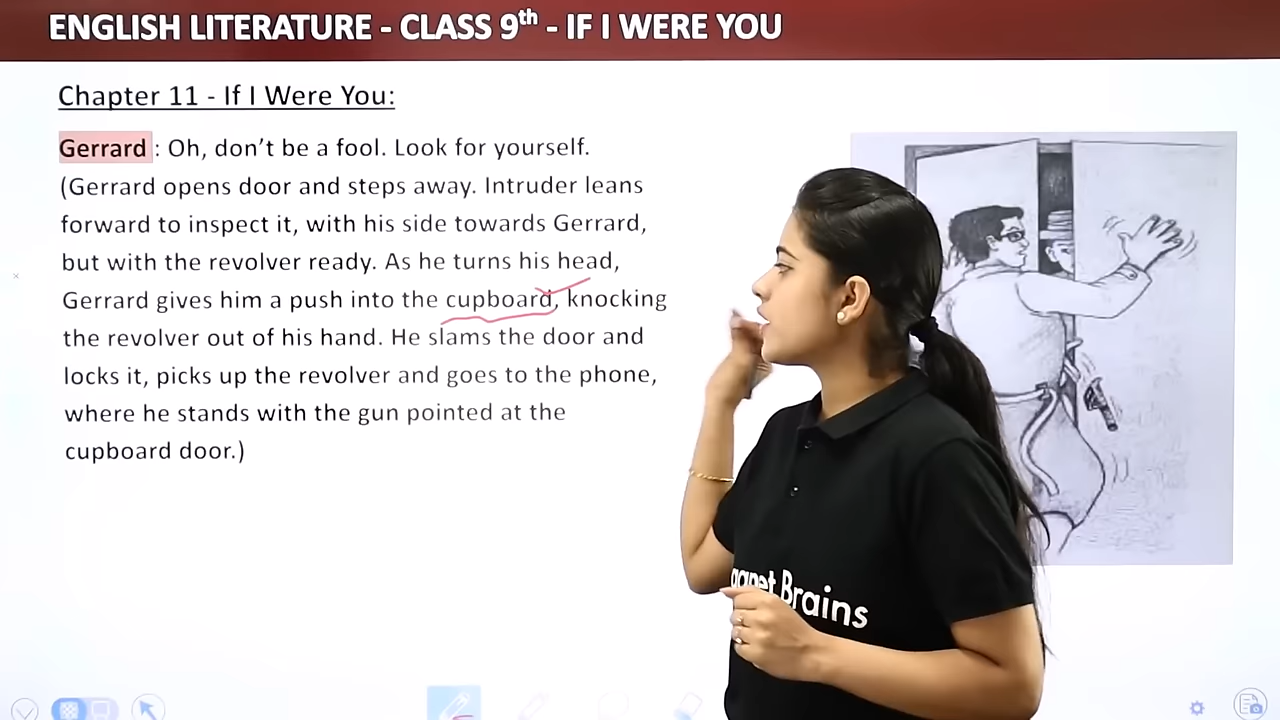 ENGLISH LITERATURE - CLASS 9th - IF I WERE YOU
Chapter 11 - If I Were You:
Gerrard : Oh, don't be a fool. Look for yourself.
(Gerrard opens door and steps away. Intruder leans
forward to inspect it, with his side towards Gerrard,
but with the revolver ready. As he turns his head,
Gerrard gives him a push into the cupboard, knocking
the revolver out of his hand. He slams the door and
locks it, picks up the revolver and goes to the phone,
where he stands with the gun pointed at the
cupboard door.)
Brains